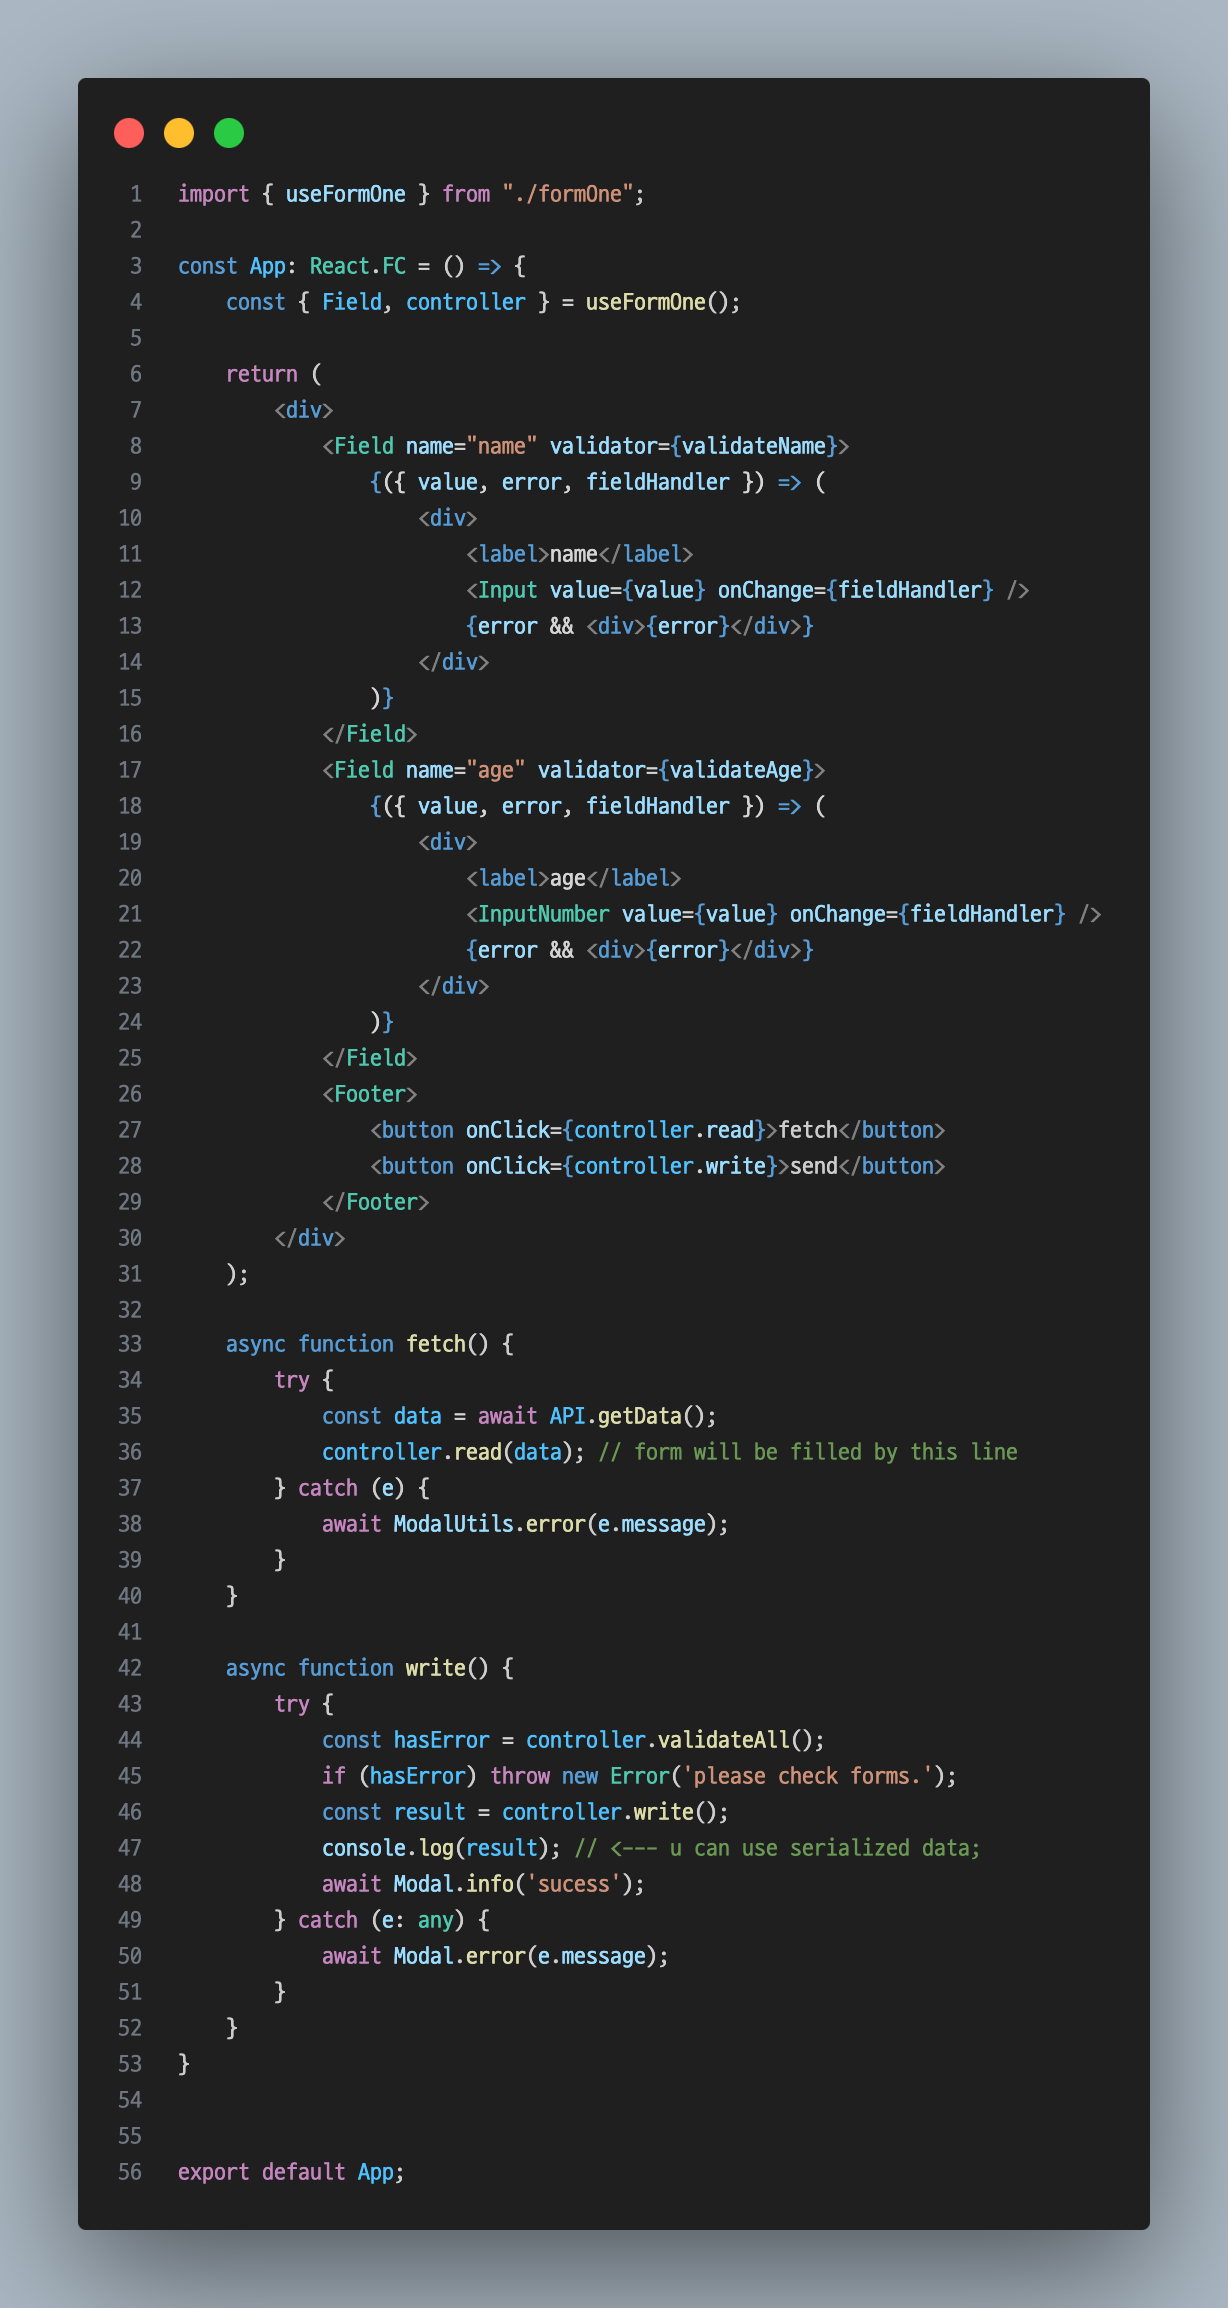 1 import { useFormOne } from "./formOne";
2
3 const App: React.FC = () => {
4     const { Field, controller } = useFormOne();
5
6     return (
7         <div>
8             <Field name="name" validator={validateName}>
9                 {({ value, error, fieldHandler }) => (
10                     <div>
11                         <label>name</label>
12                         <Input value={value} onChange={fieldHandler} />
13                         {error && <div>{error}</div>}
14                     </div>
15                 )}
16             </Field>
17             <Field name="age" validator={validateAge}>
18                 {({ value, error, fieldHandler }) => (
19                     <div>
20                         <label>age</label>
21                         <InputNumber value={value} onChange={fieldHandler} />
22                         {error && <div>{error}</div>}
23                     </div>
24                 )}
25             </Field>
26             <Footer>
27                 <button onClick={controller.read}>fetch</button>
28                 <button onClick={controller.write}>send</button>
29             </Footer>
30         </div>
31     );
32
33     async function fetch() {
34         try {
35             const data = await API.getData();
36             controller.read(data); // form will be filled by this line
37         } catch (e) {
38             await ModalUtils.error(e.message);
39         }
40     }
41
42     async function write() {
43         try {
44             const hasError = controller.validateAll();
45             if (hasError) throw new Error('please check forms.');
46             const result = controller.write();
47             console.log(result); // <--- u can use serialized data;
48             await Modal.info('sucess');
49         } catch (e: any) {
50             await Modal.error(e.message);
51         }
52     }
53 }
54
55
56 export default App;